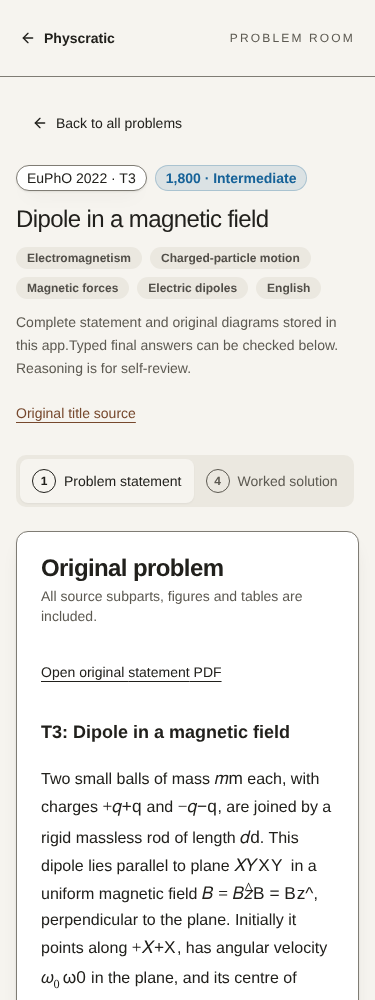 Physcratic PROBLEM ROOM
Back to all problems
EuPhO 2022 · T3 1,800 · Intermediate
Dipole in a magnetic field
Electromagnetism Charged-particle motion
Magnetic forces Electric dipoles English
Complete statement and original diagrams stored in
this app.Typed final answers can be checked below.
Reasoning is for self-review.
Original title source
1 Problem statement 4 Worked solution
Original problem
All source subparts, figures and tables are
included.
Open original statement PDF
T3: Dipole in a magnetic field
Two small balls of mass mm each, with
charges +q+q and −q−q, are joined by a
rigid massless rod of length dd. This
dipole lies parallel to plane XYXY in a
uniform magnetic field B = Bẑ B = Bz^,
perpendicular to the plane. Initially it
points along +X+X, has angular velocity
ω₀ ω0 in the plane, and its centre of